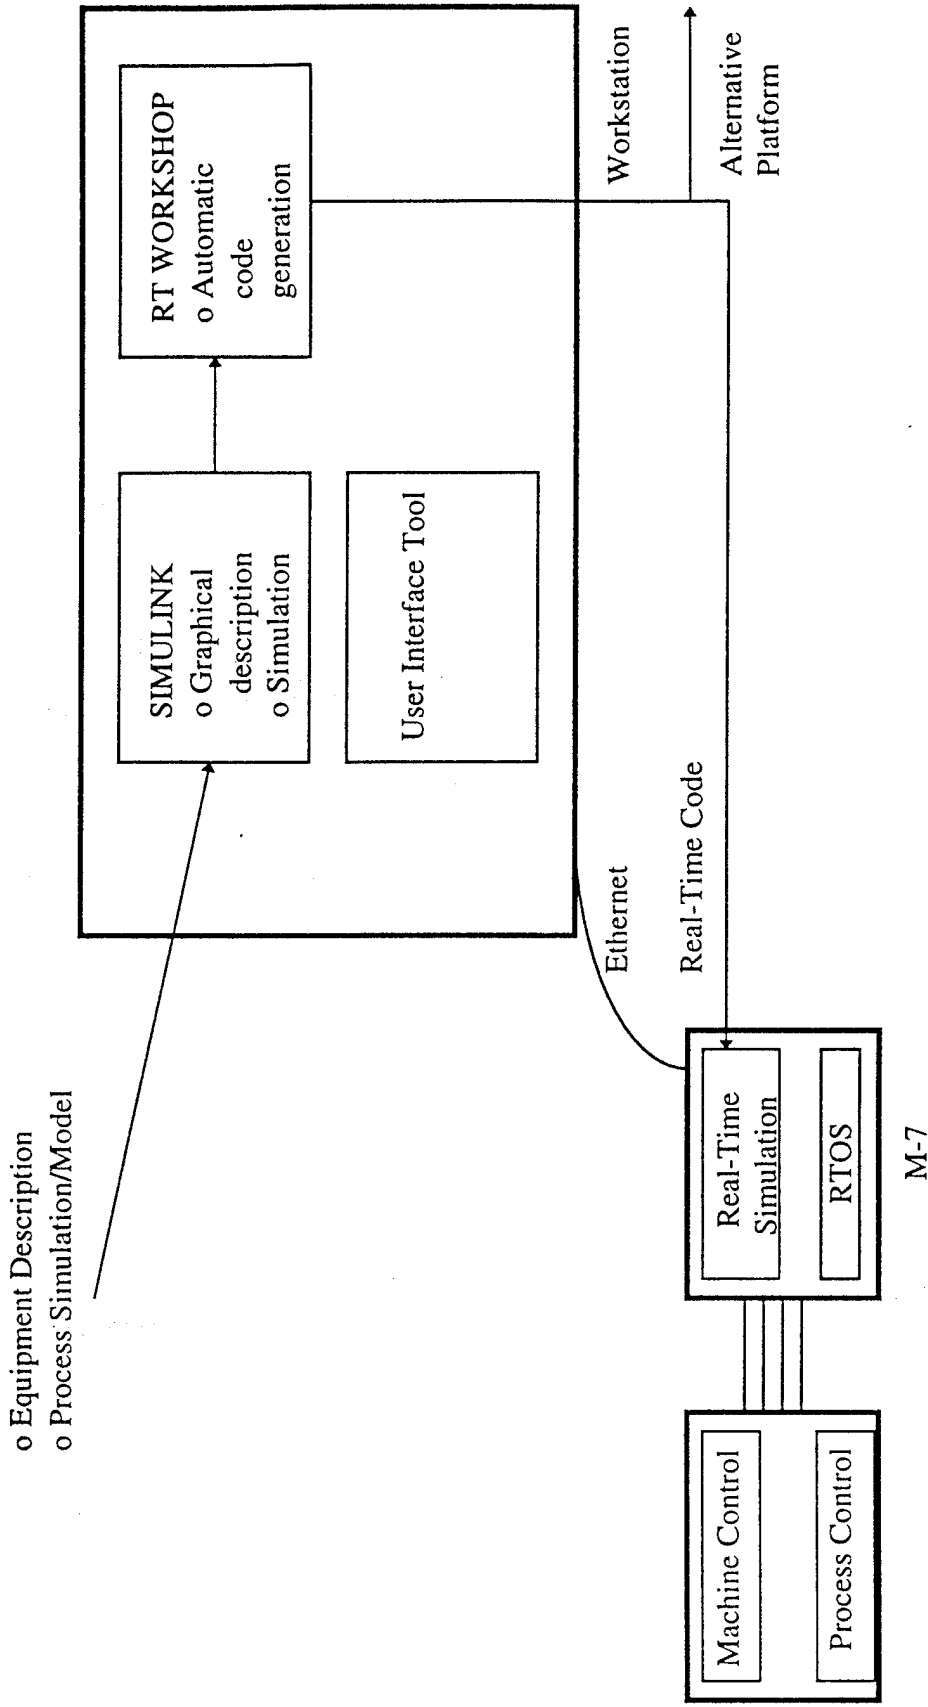 o Equipment Description
o Process Simulation/Model
SIMULINK
o Graphical
description
o Simulation
RT WORKSHOP
o Automatic
code
generation
User Interface Tool
Ethernet
Workstation
Real-Time Code
Alternative
Platform
Machine Control
Process Control
Real-Time
Simulation
RTOS
M-7